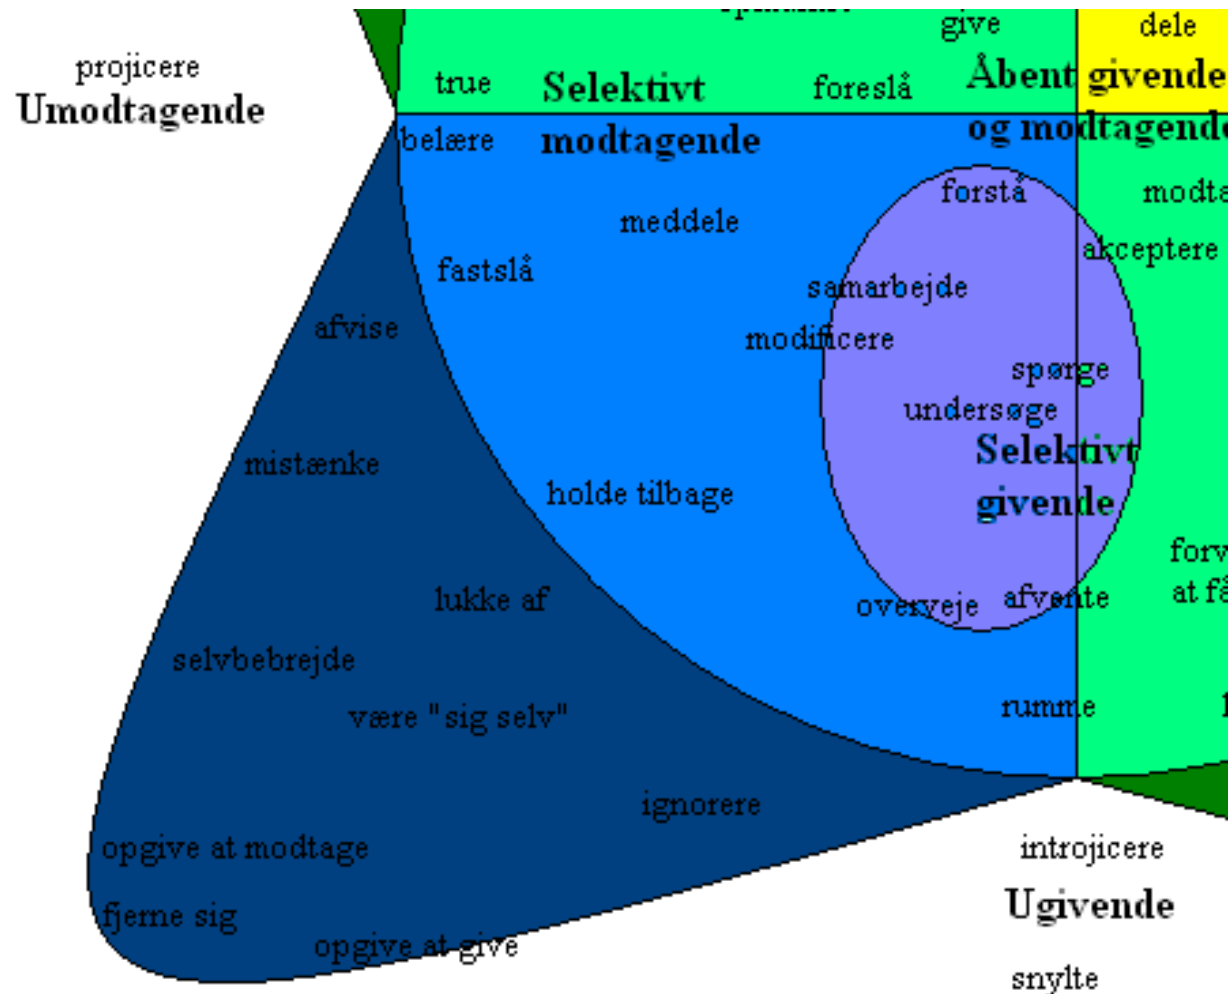 give
dele
projicere
Umodtagende
true
Selektivt
modtagende
foreslå
Åbent givende
og modtagende
belære
forstå
meddele
akceptere
fastslå
samarbejde
afvise
modificere
spørge
undersøge
Selektivt
givende
mistænke
holde tilbage
lukke af
overveje
afvente
at få
selvbebrejde
være "sig selv"
rumme
ignorere
opgive at modtage
introjicere
fjerne sig
Ugivende
opgive at give
snylte